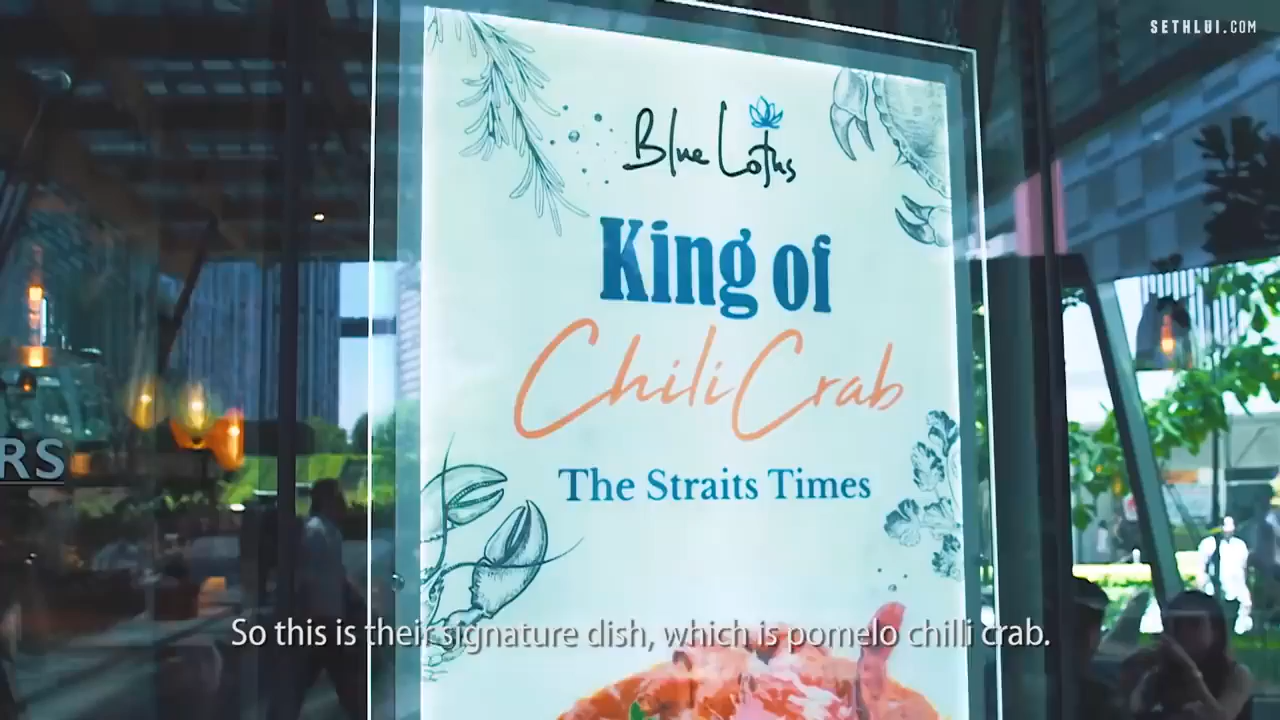 SETHLUI.COM
Blue Lotus
King of
Chili Crab
The Straits Times
RS
So this is their signature dish, which is pomelo chilli crab.